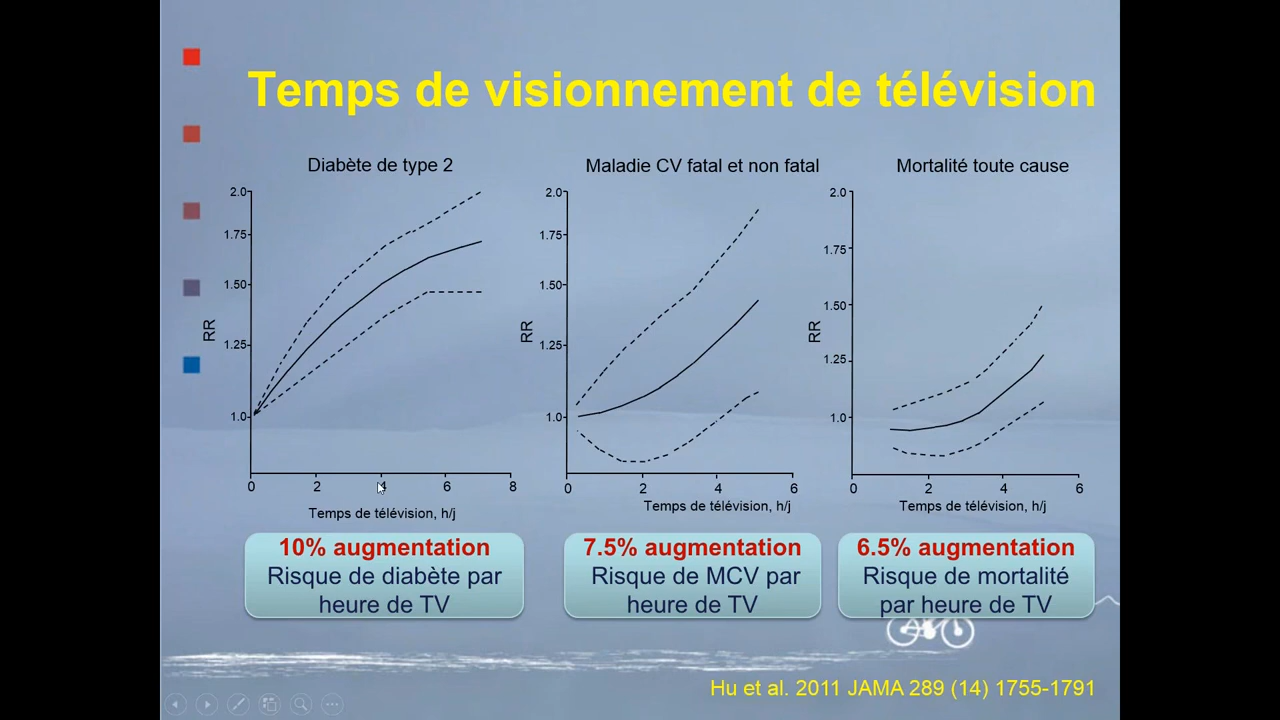 Temps de visionnement de télévision
Diabète de type 2
2.0
1.75
1.50
1.25
1.0
RR
0 2 4 6 8
Temps de télévision, h/j
Maladie CV fatal et non fatal
2.0
1.75
1.50
1.25
1.0
RR
0 2 4 6
Temps de télévision, h/j
Mortalité toute cause
2.0
1.75
1.50
1.25
1.0
RR
0 2 4 6
Temps de télévision, h/j
10% augmentation
Risque de diabète par
heure de TV
7.5% augmentation
Risque de MCV par
heure de TV
6.5% augmentation
Risque de mortalité
par heure de TV
Hu et al. 2011 JAMA 289 (14) 1755-1791